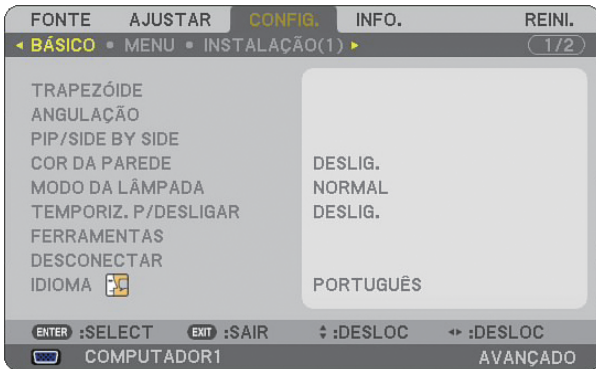 FONTE AJUSTAR CONFIG. INFO. REINI.
BÁSICO • MENU • INSTALAÇÃO(1) 1/2
TRAPEZÓIDE
ANGULAÇÃO
PIP/SIDE BY SIDE
COR DA PAREDE DESLIG.
MODO DA LÂMPADA NORMAL
TEMPORIZ. P/DESLIGAR DESLIG.
FERRAMENTAS
DESCONECTAR
IDIOMA PORTUGUÊS
ENTER :SELECT EXIT :SAIR :DESLOC :DESLOC
COMPUTADOR1 AVANÇADO